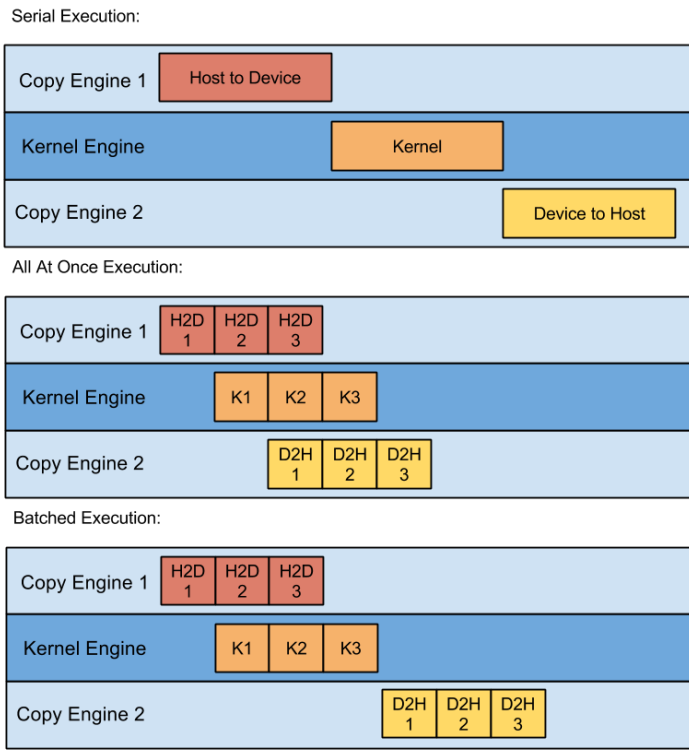 Serial Execution:
Copy Engine 1
Host to Device
Kernel Engine
Kernel
Copy Engine 2
Device to Host
All At Once Execution:
Copy Engine 1
H2D
1
H2D
2
H2D
3
Kernel Engine
K1
K2
K3
Copy Engine 2
D2H
1
D2H
2
D2H
3
Batched Execution:
Copy Engine 1
H2D
1
H2D
2
H2D
3
Kernel Engine
K1
K2
K3
Copy Engine 2
D2H
1
D2H
2
D2H
3